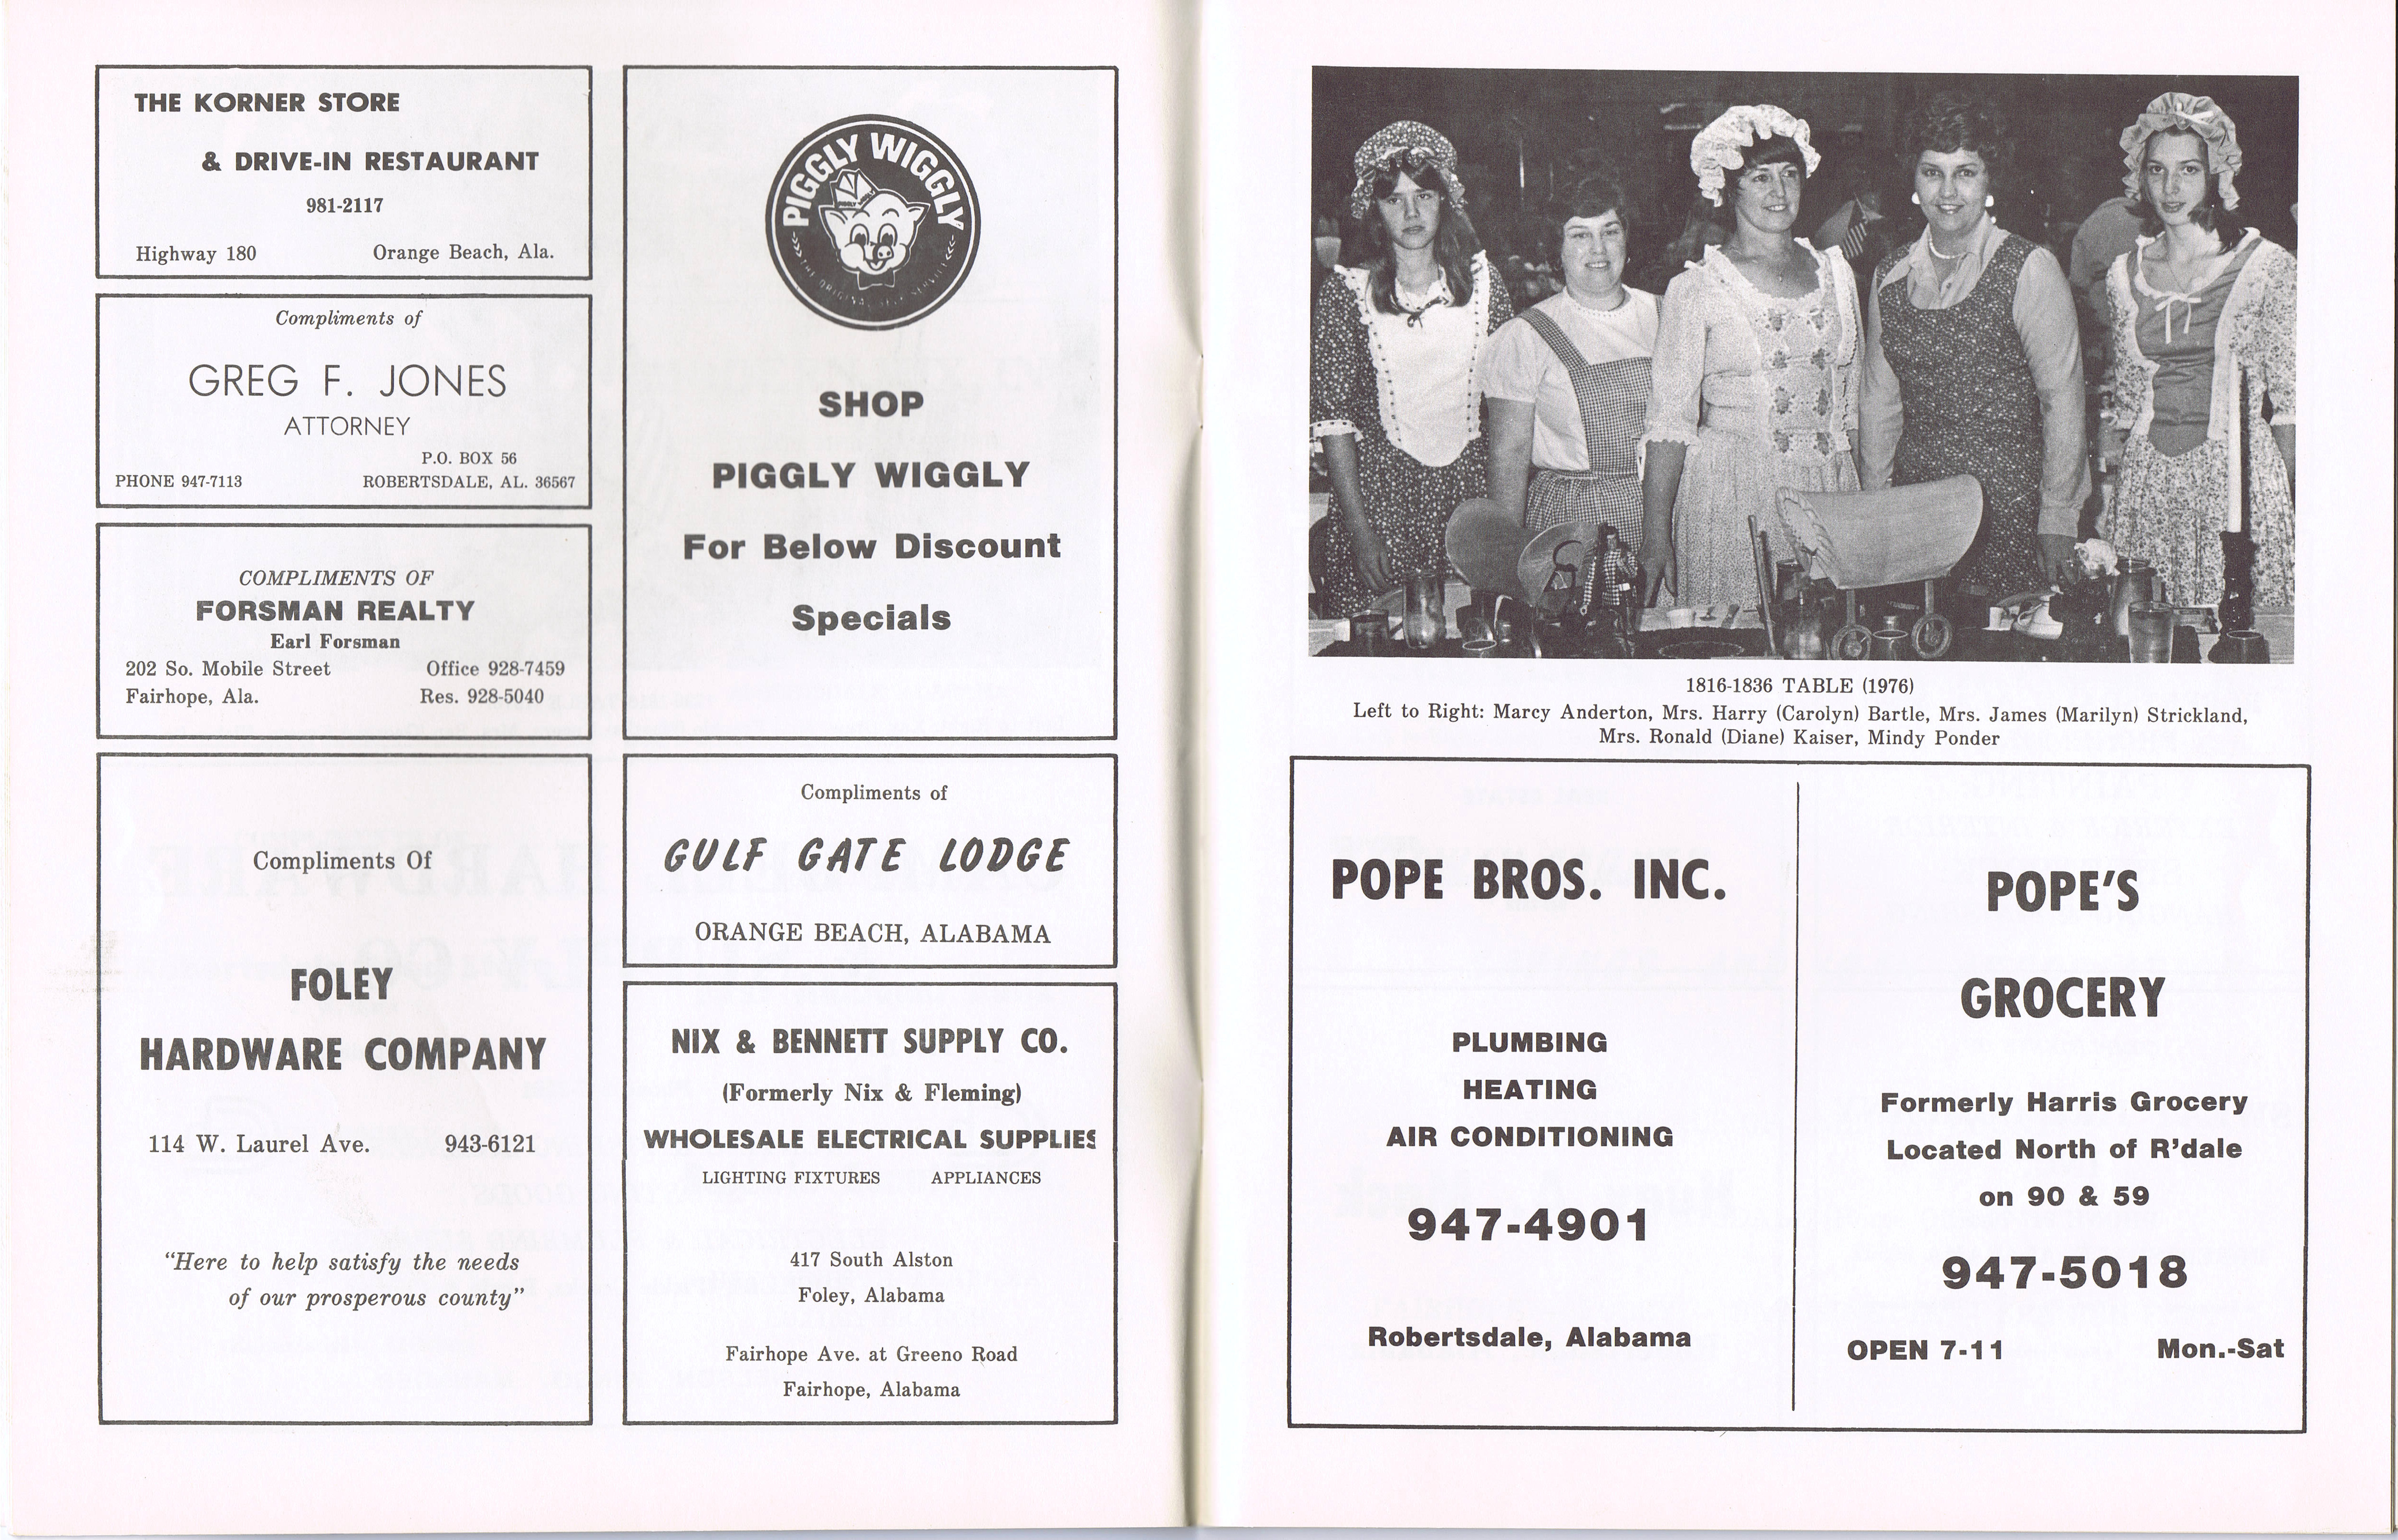 THE KORNER STORE
& DRIVE-IN RESTAURANT
981-2117
Highway 180 Orange Beach, Ala.
Compliments of
GREG F. JONES
ATTORNEY
P.O. BOX 56
PHONE 947-7113 ROBERTSDALE, AL. 36567
COMPLIMENTS OF
FORSMAN REALTY
Earl Forsman
202 So. Mobile Street Office 928-7459
Fairhope, Ala. Res. 928-5040
Compliments Of
FOLEY
HARDWARE COMPANY
114 W. Laurel Ave. 943-6121
"Here to help satisfy the needs
of our prosperous county"
PIGGLY WIGGLY
PIGGLY
THE ORIGINAL SELF SERVICE
SHOP
PIGGLY WIGGLY
For Below Discount
Specials
Compliments of
GULF GATE LODGE
ORANGE BEACH, ALABAMA
NIX & BENNETT SUPPLY CO.
(Formerly Nix & Fleming)
WHOLESALE ELECTRICAL SUPPLIES
LIGHTING FIXTURES APPLIANCES
417 South Alston
Foley, Alabama
Fairhope Ave. at Greeno Road
Fairhope, Alabama
1816-1836 TABLE (1976)
Left to Right: Marcy Anderton, Mrs. Harry (Carolyn) Bartle, Mrs. James (Marilyn) Strickland,
Mrs. Ronald (Diane) Kaiser, Mindy Ponder
POPE BROS. INC.
PLUMBING
HEATING
AIR CONDITIONING
947-4901
Robertsdale, Alabama
POPE'S
GROCERY
Formerly Harris Grocery
Located North of R'dale
on 90 & 59
947-5018
OPEN 7-11 Mon.-Sat